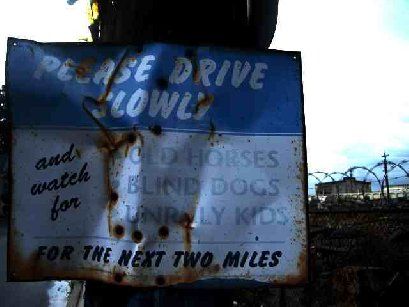 PLEASE DRIVE
SLOWLY
and
watch
for
OLD HORSES
BLIND DOGS
UNRULY KIDS
FOR THE NEXT TWO MILES